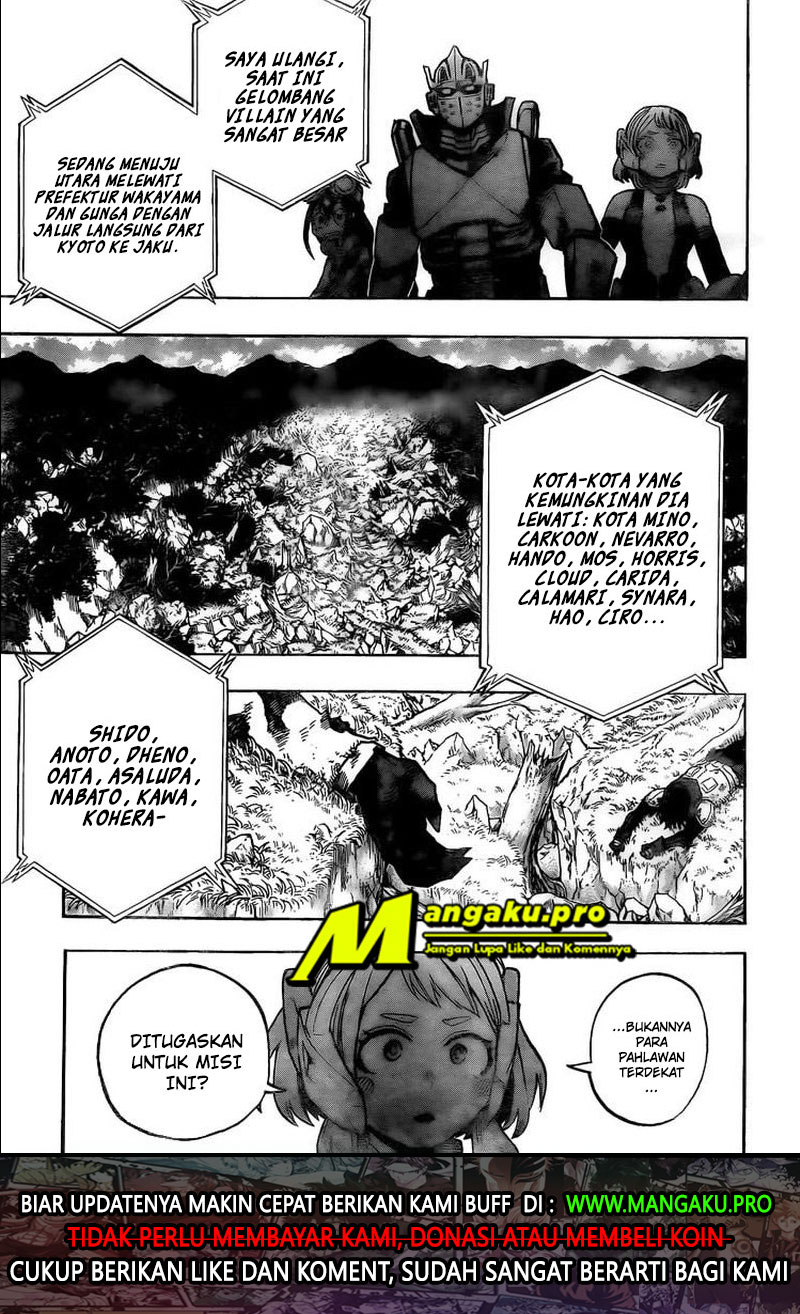 SAYA ULANGI,
SAAT INI
GELOMBANG
VILLAIN YANG
SANGAT BESAR
SEDANG MENUJU
UTARA MELEWATI
PREFEKTUR WAKAYAMA
DAN GUNGA DENGAN
JALUR LANGSUNG DARI
KYOTO KE JAKU.
KOTA-KOTA YANG
KEMUNGKINAN DIA
LEWATI: KOTA MINO,
CARKOON, NEVARRO,
HANDO, MOS, HORRIS,
CLOUD, CARIDA,
CALAMARI, SYNARA,
HAO, CIRO...
SHIDO,
ANOTO, DHENO,
OATA, ASALUDA,
NABATO, KAWA,
KOHERA-
Mangaku.pro
Jangan Lupa Like dan Komennya
...BUKANNYA
PARA
PAHLAWAN
TERDEKAT
...
DITUGASKAN
UNTUK MISI
INI?
BIAR UPDATENYA MAKIN CEPAT BERIKAN KAMI BUFF DI : WWW.MANGAKU.PRO
TIDAK PERLU MEMBAYAR KAMI, DONASI ATAU MEMBELI KOIN
CUKUP BERIKAN LIKE DAN KOMENT, SUDAH SANGAT BERARTI BAGI KAMI